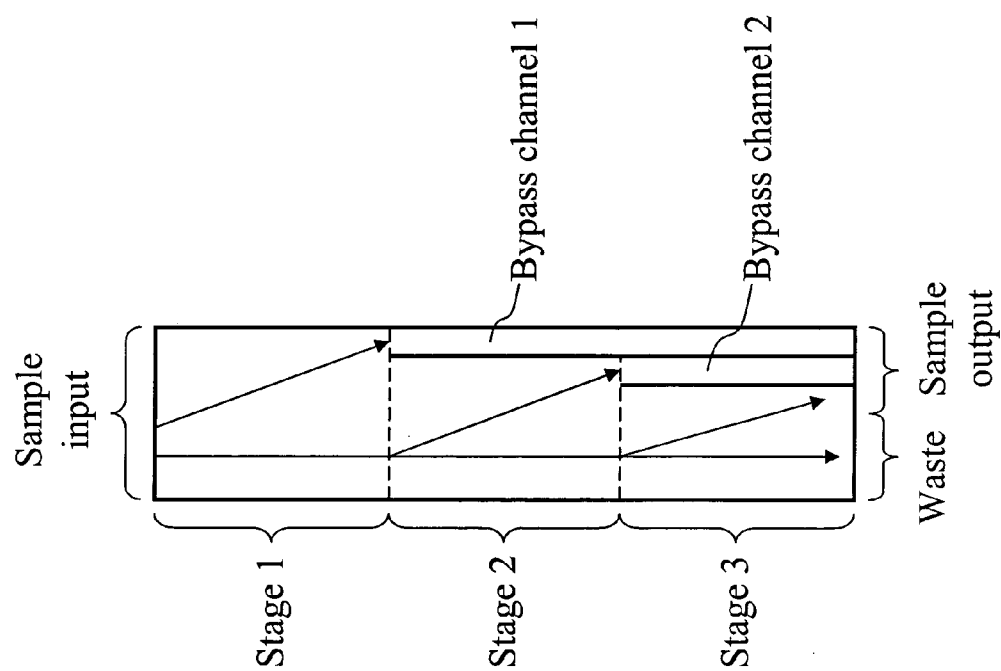 Sample
input
Stage 1
Stage 2
Stage 3
Bypass channel 1
Bypass channel 2
Waste
Sample
output